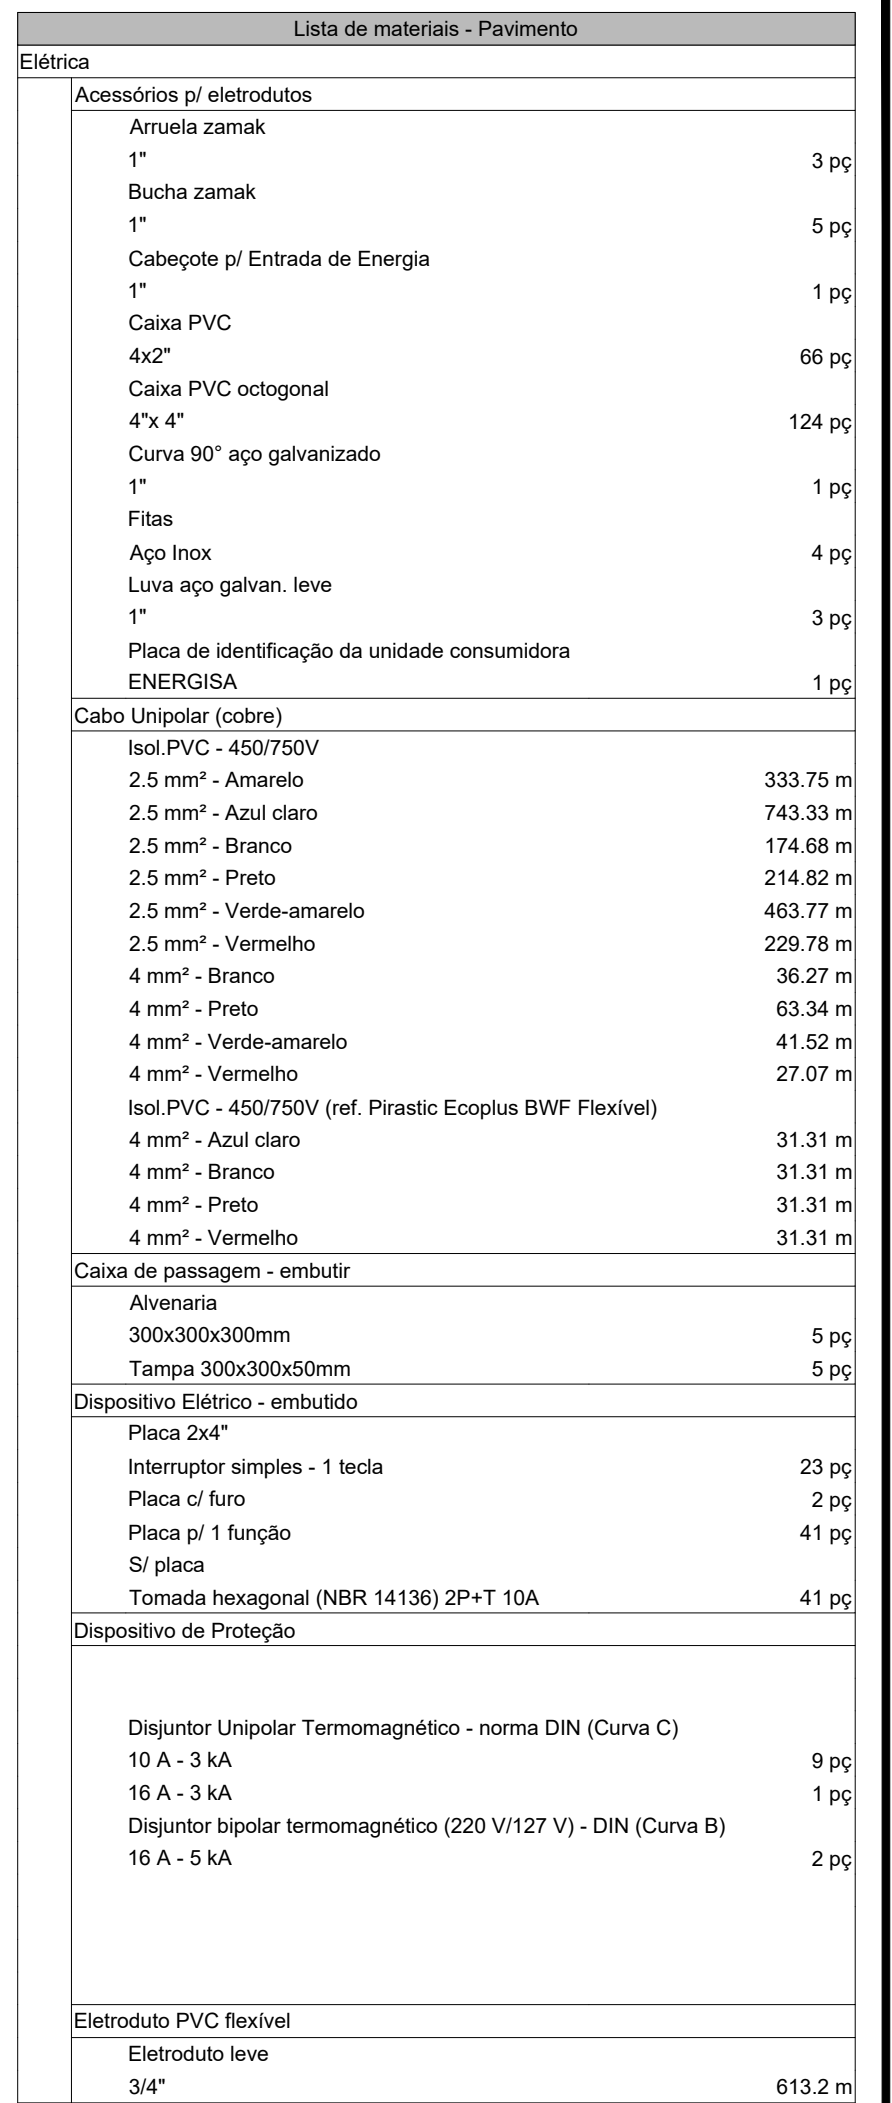 Lista de materiais - Pavimento
Elétrica
Acessórios p/ eletrodutos
Arruela zamak
1" 3 pç
Bucha zamak
1" 5 pç
Cabeçote p/ Entrada de Energia
1" 1 pç
Caixa PVC
4x2" 66 pç
Caixa PVC octogonal
4"x 4" 124 pç
Curva 90° aço galvanizado
1" 1 pç
Fitas
Aço Inox 4 pç
Luva aço galvan. leve
1" 3 pç
Placa de identificação da unidade consumidora
ENERGISA 1 pç
Cabo Unipolar (cobre)
Isol.PVC - 450/750V
2.5 mm² - Amarelo 333.75 m
2.5 mm² - Azul claro 743.33 m
2.5 mm² - Branco 174.68 m
2.5 mm² - Preto 214.82 m
2.5 mm² - Verde-amarelo 463.77 m
2.5 mm² - Vermelho 229.78 m
4 mm² - Branco 36.27 m
4 mm² - Preto 63.34 m
4 mm² - Verde-amarelo 41.52 m
4 mm² - Vermelho 27.07 m
Isol.PVC - 450/750V (ref. Pirastic Ecoplus BWF Flexível)
4 mm² - Azul claro 31.31 m
4 mm² - Branco 31.31 m
4 mm² - Preto 31.31 m
4 mm² - Vermelho 31.31 m
Caixa de passagem - embutir
Alvenaria
300x300x300mm 5 pç
Tampa 300x300x50mm 5 pç
Dispositivo Elétrico - embutido
Placa 2x4"
Interruptor simples - 1 tecla 23 pç
Placa c/ furo 2 pç
Placa p/ 1 função 41 pç
S/ placa
Tomada hexagonal (NBR 14136) 2P+T 10A 41 pç
Dispositivo de Proteção
Disjuntor Unipolar Termomagnético - norma DIN (Curva C)
10 A - 3 kA 9 pç
16 A - 3 kA 1 pç
Disjuntor bipolar termomagnético (220 V/127 V) - DIN (Curva B)
16 A - 5 kA 2 pç
Eletroduto PVC flexível
Eletroduto leve
3/4" 613.2 m